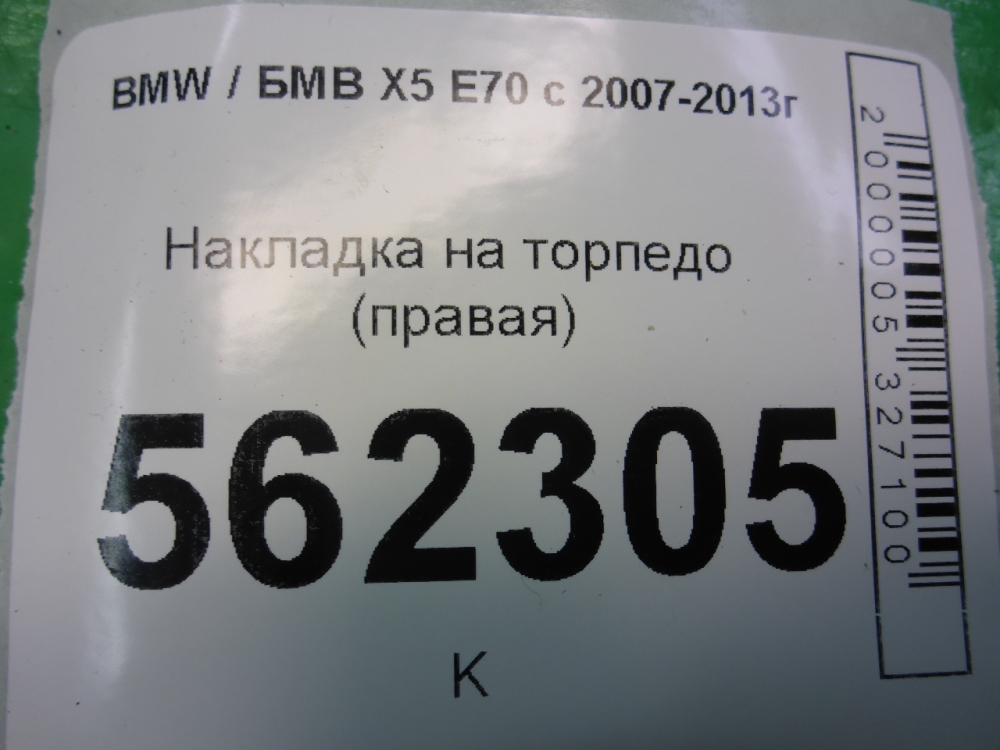 BMW / БМВ X5 E70 с 2007-2013г
Накладка на торпедо
(правая)
562305
К
2000005327100